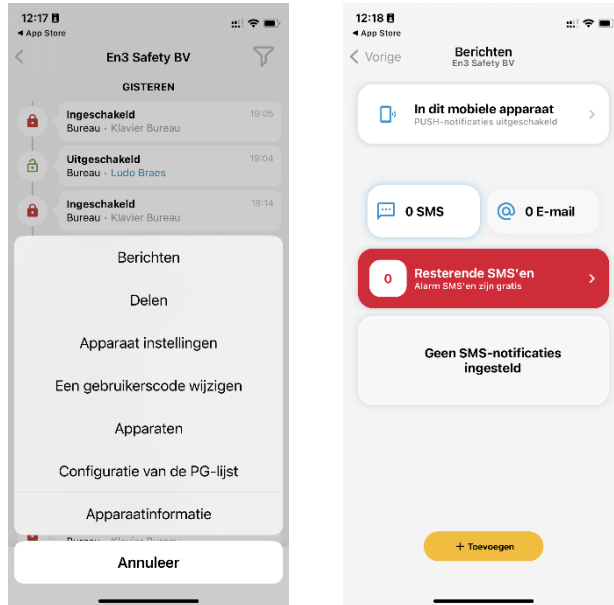 12:17
◀ App Store
En3 Safety BV
GISTEREN
Ingeschakeld
19:05
Bureau - Klavier Bureau
Uitgeschakeld
19:04
Bureau - Ludo Braes
Ingeschakeld
18:14
Bureau - Klavier Bureau
Berichten
Delen
Apparaat instellingen
Een gebruikerscode wijzigen
Apparaten
Configuratie van de PG-lijst
Apparaatinformatie
Annuleer
12:18
◀ App Store
Vorige
Berichten
En3 Safety BV
In dit mobiele apparaat
PUSH-notificaties uitgeschakeld
0 SMS
0 E-mail
0
Resterende SMS'en
Alarm SMS'en zijn gratis
Geen SMS-notificaties
ingesteld
+ Toevoegen